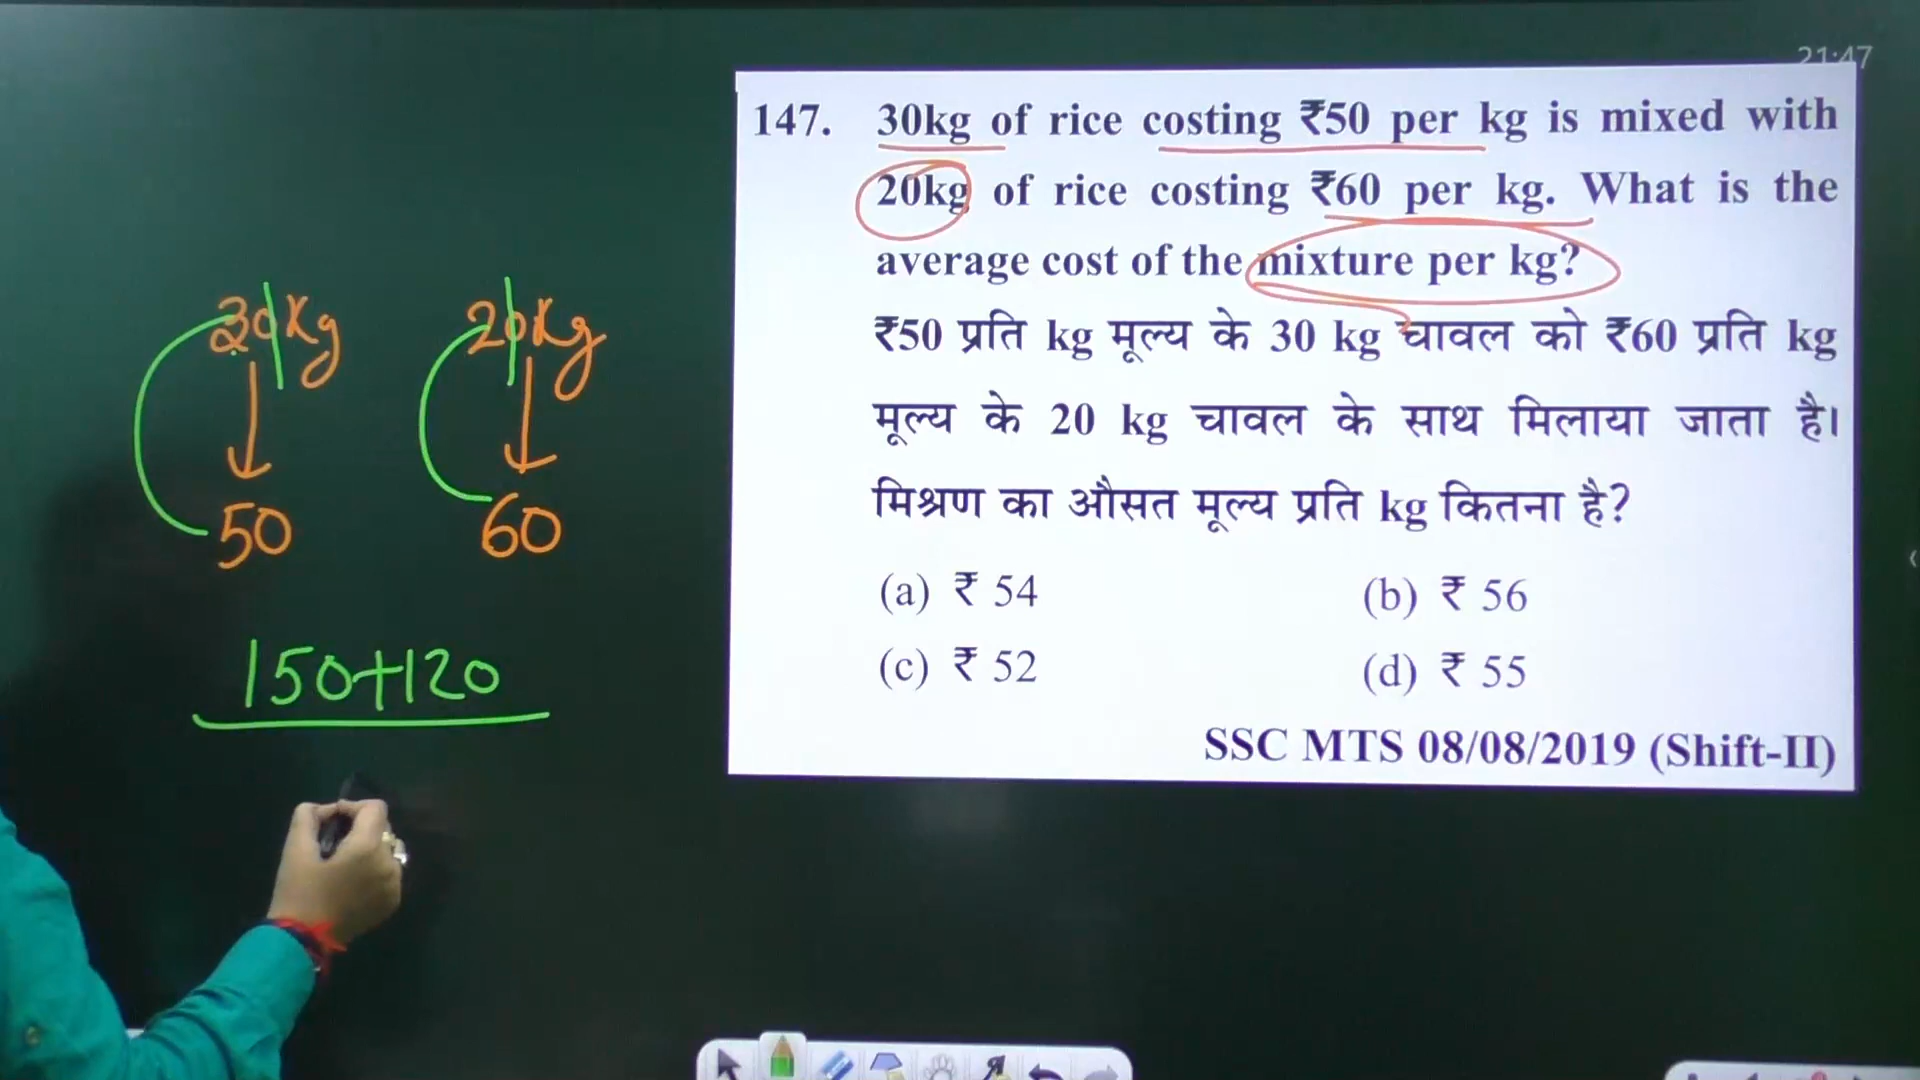 21:47
147. 30kg of rice costing ₹50 per kg is mixed with
20kg of rice costing ₹60 per kg. What is the
average cost of the mixture per kg?
₹50 प्रति kg मूल्य के 30 kg चावल को ₹60 प्रति kg
मूल्य के 20 kg चावल के साथ मिलाया जाता है।
मिश्रण का औसत मूल्य प्रति kg कितना है?
(a) ₹ 54 (b) ₹ 56
(c) ₹ 52 (d) ₹ 55
SSC MTS 08/08/2019 (Shift-II)
30Kg 20Kg
50 60
150+120